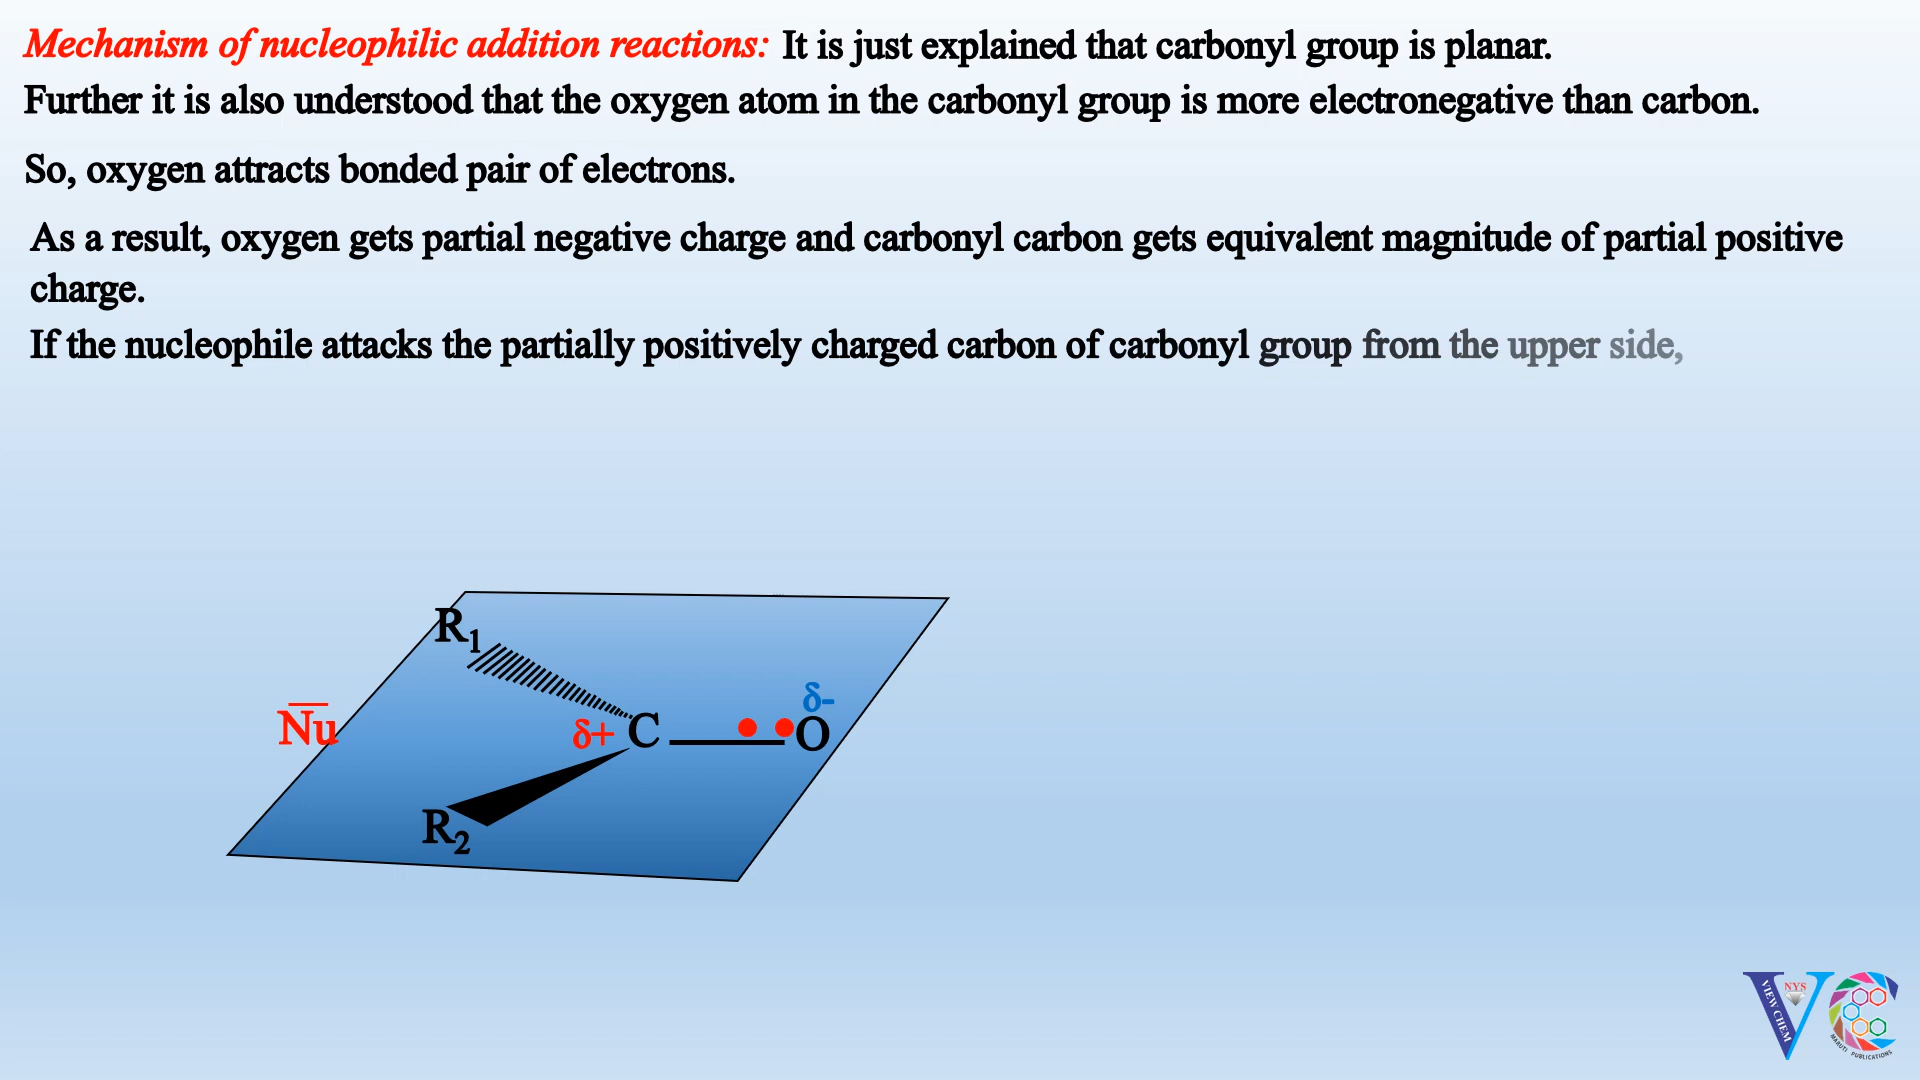 Mechanism of nucleophilic addition reactions: It is just explained that carbonyl group is planar.
Further it is also understood that the oxygen atom in the carbonyl group is more electronegative than carbon.
So, oxygen attracts bonded pair of electrons.
As a result, oxygen gets partial negative charge and carbonyl carbon gets equivalent magnitude of partial positive
charge.
If the nucleophile attacks the partially positively charged carbon of carbonyl group from the upper side,
R₁
δ-
N̅u̅
δ+ C O
R₂
VC
VIEW CHEM
NYS
MARUTI PUBLICATIONS